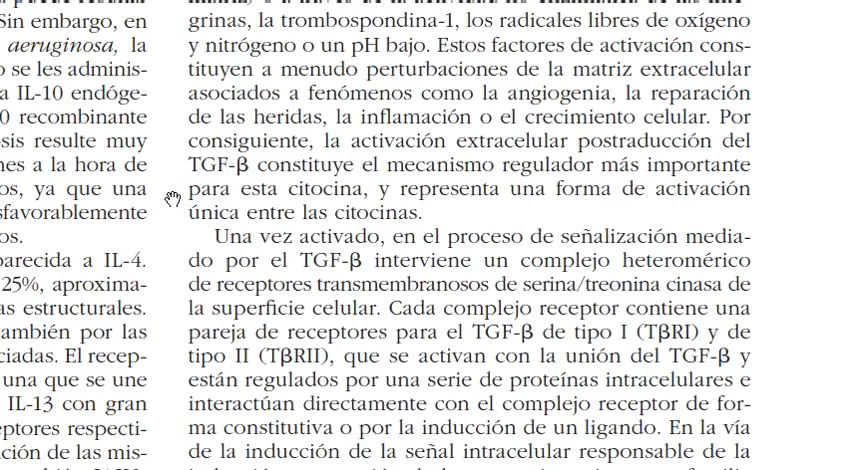 Sin embargo, en
aeruginosa, la
o se les adminis-
a IL-10 endóge-
0 recombinante
sis resulte muy
nes a la hora de
os, ya que una
sfavorablemente
os.
parecida a IL-4.
25%, aproxima-
as estructurales.
también por las
ciadas. El recep-
una que se une
IL-13 con gran
eptores respecti-
ción de las mis-
grinas, la trombospondina-1, los radicales libres de oxígeno
y nitrógeno o un pH bajo. Estos factores de activación cons-
tituyen a menudo perturbaciones de la matriz extracelular
asociados a fenómenos como la angiogenia, la reparación
de las heridas, la inflamación o el crecimiento celular. Por
consiguiente, la activación extracelular postraducción del
TGF-β constituye el mecanismo regulador más importante
para esta citocina, y representa una forma de activación
única entre las citocinas.
Una vez activado, en el proceso de señalización media-
do por el TGF-β interviene un complejo heteromérico
de receptores transmembranosos de serina/treonina cinasa de
la superficie celular. Cada complejo receptor contiene una
pareja de receptores para el TGF-β de tipo I (TβRI) y de
tipo II (TβRII), que se activan con la unión del TGF-β y
están regulados por una serie de proteínas intracelulares e
interactúan directamente con el complejo receptor de for-
ma constitutiva o por la inducción de un ligando. En la vía
de la inducción de la señal intracelular responsable de la